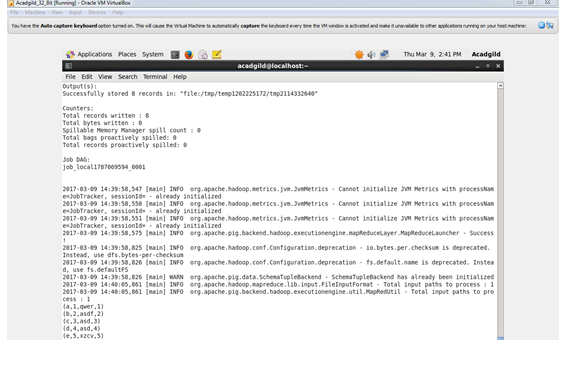 Acadgild_32_Bit [Running] - Oracle VM VirtualBox
File Machine View Input Devices Help
You have the Auto capture keyboard option turned on. This will cause the Virtual Machine to automatically capture the keyboard every time the VM window is activated and make it unavailable to other applications running on your host machine:
Applications Places System Thu Mar 9, 2:41 PM Acadgild
acadgild@localhost:~
File Edit View Search Terminal Help
Output(s):
Successfully stored 8 records in: "file:/tmp/temp1202225172/tmp2114332640"
Counters:
Total records written : 8
Total bytes written : 0
Spillable Memory Manager spill count : 0
Total bags proactively spilled: 0
Total records proactively spilled: 0
Job DAG:
job_local1787069594_0001
2017-03-09 14:39:58,547 [main] INFO org.apache.hadoop.metrics.jvm.JvmMetrics - Cannot initialize JVM Metrics with processNam
e=JobTracker, sessionId= - already initialized
2017-03-09 14:39:58,550 [main] INFO org.apache.hadoop.metrics.jvm.JvmMetrics - Cannot initialize JVM Metrics with processNam
e=JobTracker, sessionId= - already initialized
2017-03-09 14:39:58,551 [main] INFO org.apache.hadoop.metrics.jvm.JvmMetrics - Cannot initialize JVM Metrics with processNam
e=JobTracker, sessionId= - already initialized
2017-03-09 14:39:58,575 [main] INFO org.apache.pig.backend.hadoop.executionengine.mapReduceLayer.MapReduceLauncher - Success
!
2017-03-09 14:39:58,825 [main] INFO org.apache.hadoop.conf.Configuration.deprecation - io.bytes.per.checksum is deprecated.
Instead, use dfs.bytes-per-checksum
2017-03-09 14:39:58,826 [main] INFO org.apache.hadoop.conf.Configuration.deprecation - fs.default.name is deprecated. Instea
d, use fs.defaultFS
2017-03-09 14:39:58,826 [main] WARN org.apache.pig.data.SchemaTupleBackend - SchemaTupleBackend has already been initialized
2017-03-09 14:40:05,861 [main] INFO org.apache.hadoop.mapreduce.lib.input.FileInputFormat - Total input paths to process : 1
2017-03-09 14:40:05,861 [main] INFO org.apache.pig.backend.hadoop.executionengine.util.MapRedUtil - Total input paths to pro
cess : 1
(a,1,qwer,1)
(b,2,asdf,2)
(c,3,asd,3)
(d,4,asd,4)
(e,5,xzcv,5)